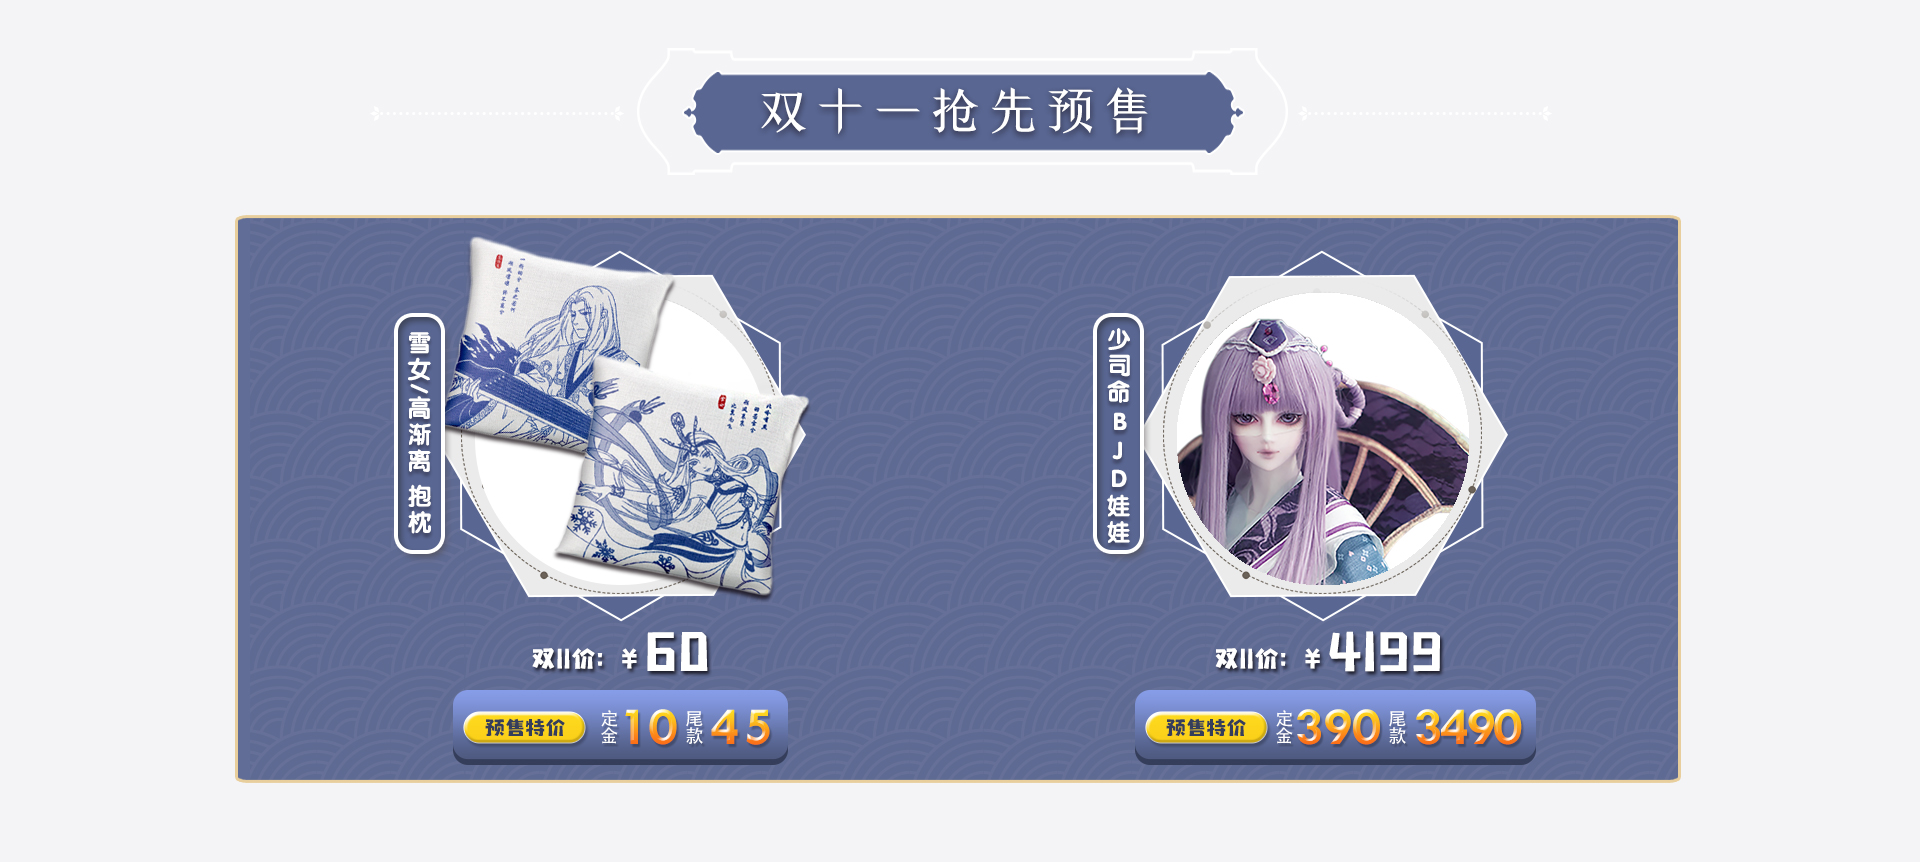 双十一抢先预售
雪女/高渐离 抱枕
双11价：￥60
预售特价 定金10 尾款45
少司命BJD娃娃
双11价：￥4199
预售特价 定金390 尾款3490